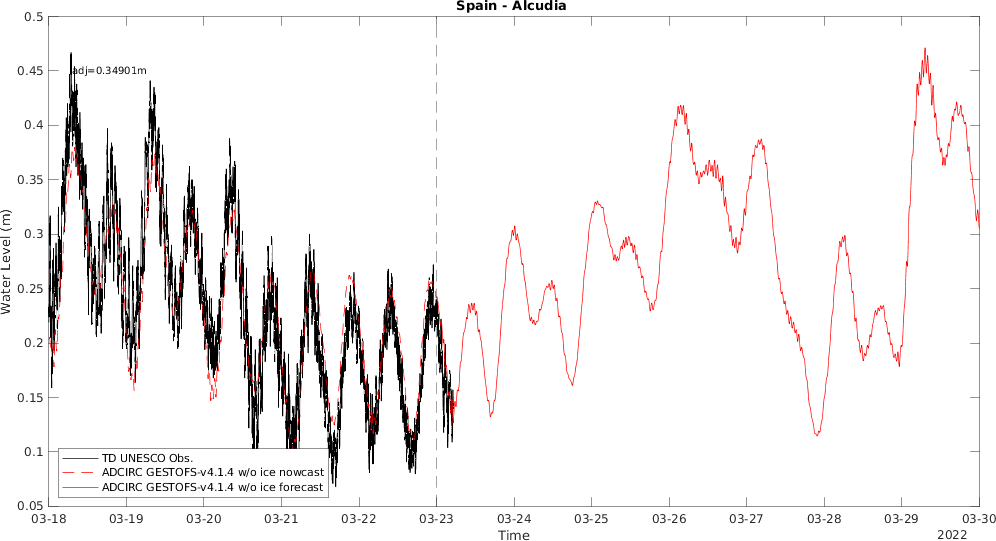 Spain - Alcudia
0.5
0.45
0.4
0.35
0.3
0.25
0.2
0.15
0.1
0.05
Water Level (m)
adj=0.34901m
TD UNESCO Obs.
ADCIRC GESTOFS-v4.1.4 w/o ice nowcast
ADCIRC GESTOFS-v4.1.4 w/o ice forecast
03-18 03-19 03-20 03-21 03-22 03-23 03-24 03-25 03-26 03-27 03-28 03-29 03-30
Time
2022